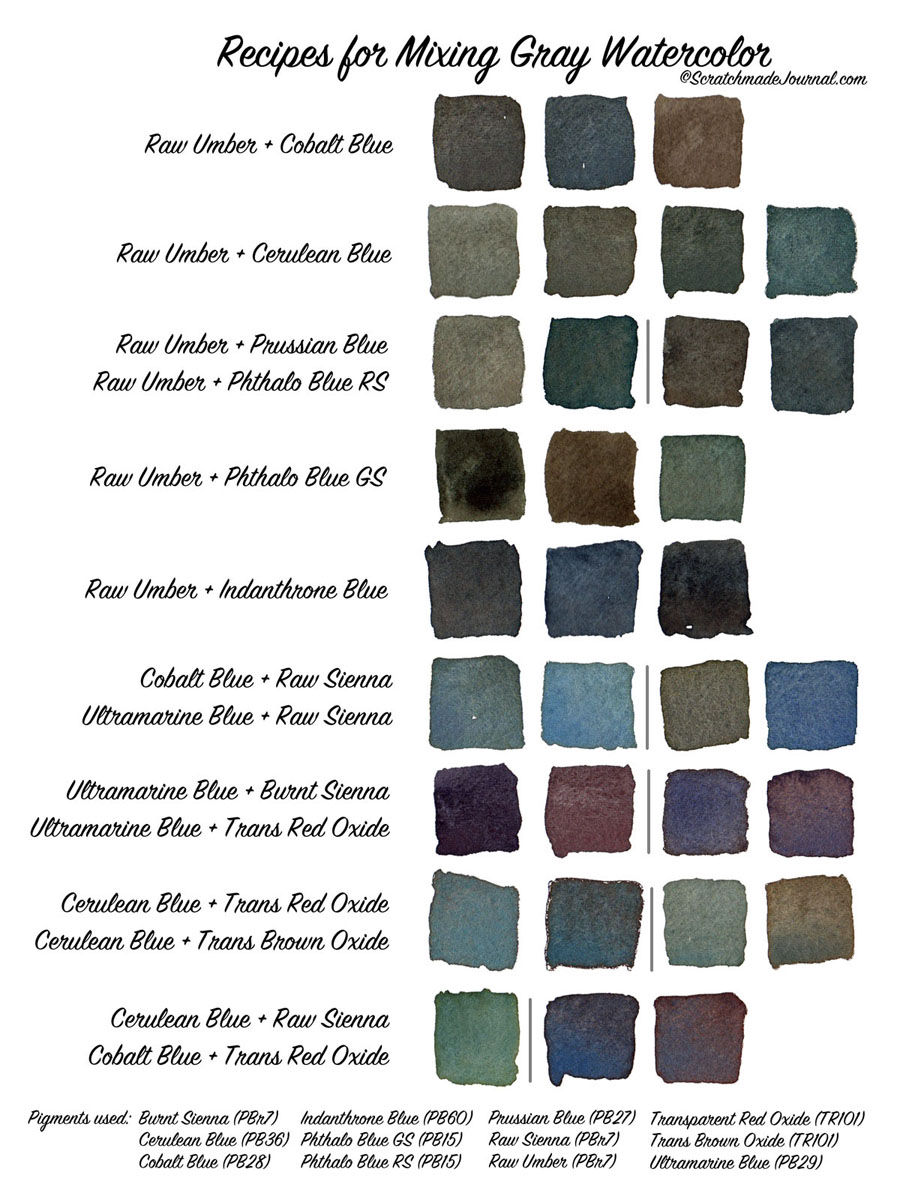 Recipes for Mixing Gray Watercolor
©ScratchmadeJournal.com
Raw Umber + Cobalt Blue
Raw Umber + Cerulean Blue
Raw Umber + Prussian Blue
Raw Umber + Phthalo Blue RS
Raw Umber + Phthalo Blue GS
Raw Umber + Indanthrone Blue
Cobalt Blue + Raw Sienna
Ultramarine Blue + Raw Sienna
Ultramarine Blue + Burnt Sienna
Ultramarine Blue + Trans Red Oxide
Cerulean Blue + Trans Red Oxide
Cerulean Blue + Trans Brown Oxide
Cerulean Blue + Raw Sienna
Cobalt Blue + Trans Red Oxide
Pigments used: Burnt Sienna (PBr7) Indanthrone Blue (PB60) Prussian Blue (PB27) Transparent Red Oxide (TR101)
Cerulean Blue (PB36) Phthalo Blue GS (PB15) Raw Sienna (PBr7) Trans Brown Oxide (TR101)
Cobalt Blue (PB28) Phthalo Blue RS (PB15) Raw Umber (PBr7) Ultramarine Blue (PB29)